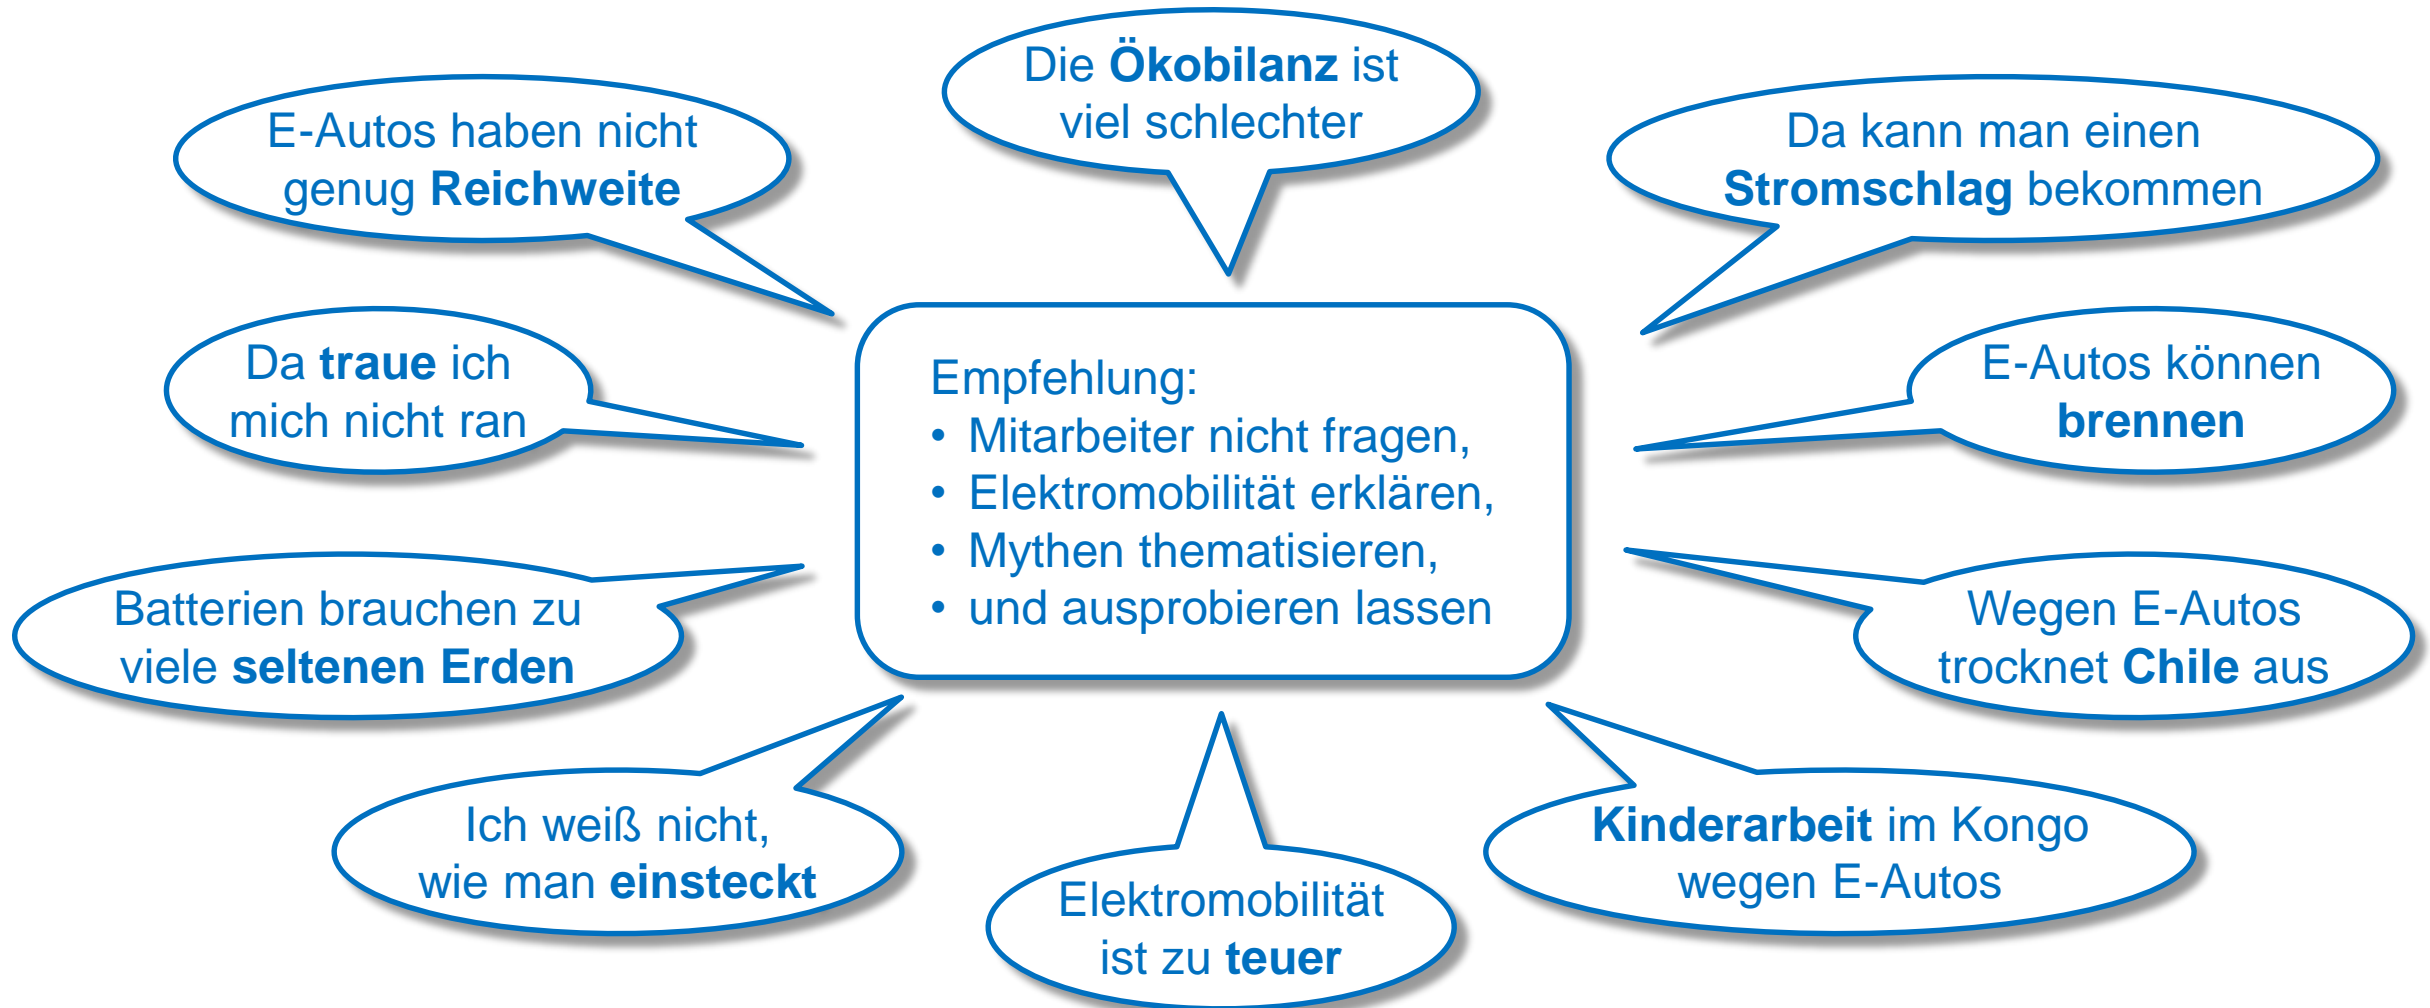 Die Ökobilanz ist
viel schlechter
E-Autos haben nicht
genug Reichweite
Da kann man einen
Stromschlag bekommen
Da traue ich
mich nicht ran
Empfehlung:
• Mitarbeiter nicht fragen,
• Elektromobilität erklären,
• Mythen thematisieren,
• und ausprobieren lassen
E-Autos können
brennen
Batterien brauchen zu
viele seltenen Erden
Wegen E-Autos
trocknet Chile aus
Ich weiß nicht,
wie man einsteckt
Elektromobilität
ist zu teuer
Kinderarbeit im Kongo
wegen E-Autos